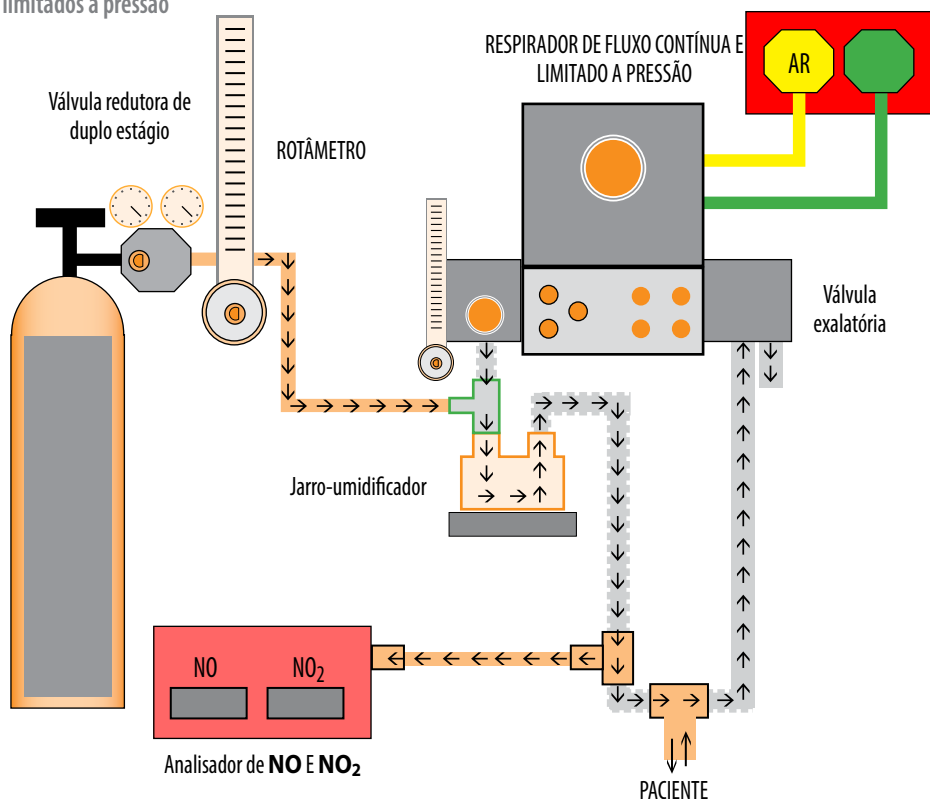 limitados a pressão
RESPIRADOR DE FLUXO CONTÍNUA E
LIMITADO A PRESSÃO
AR
Válvula redutora de
duplo estágio
ROTÂMETRO
Válvula
exalatória
Jarro-umidificador
NO
NO₂
Analisador de NO E NO₂
PACIENTE